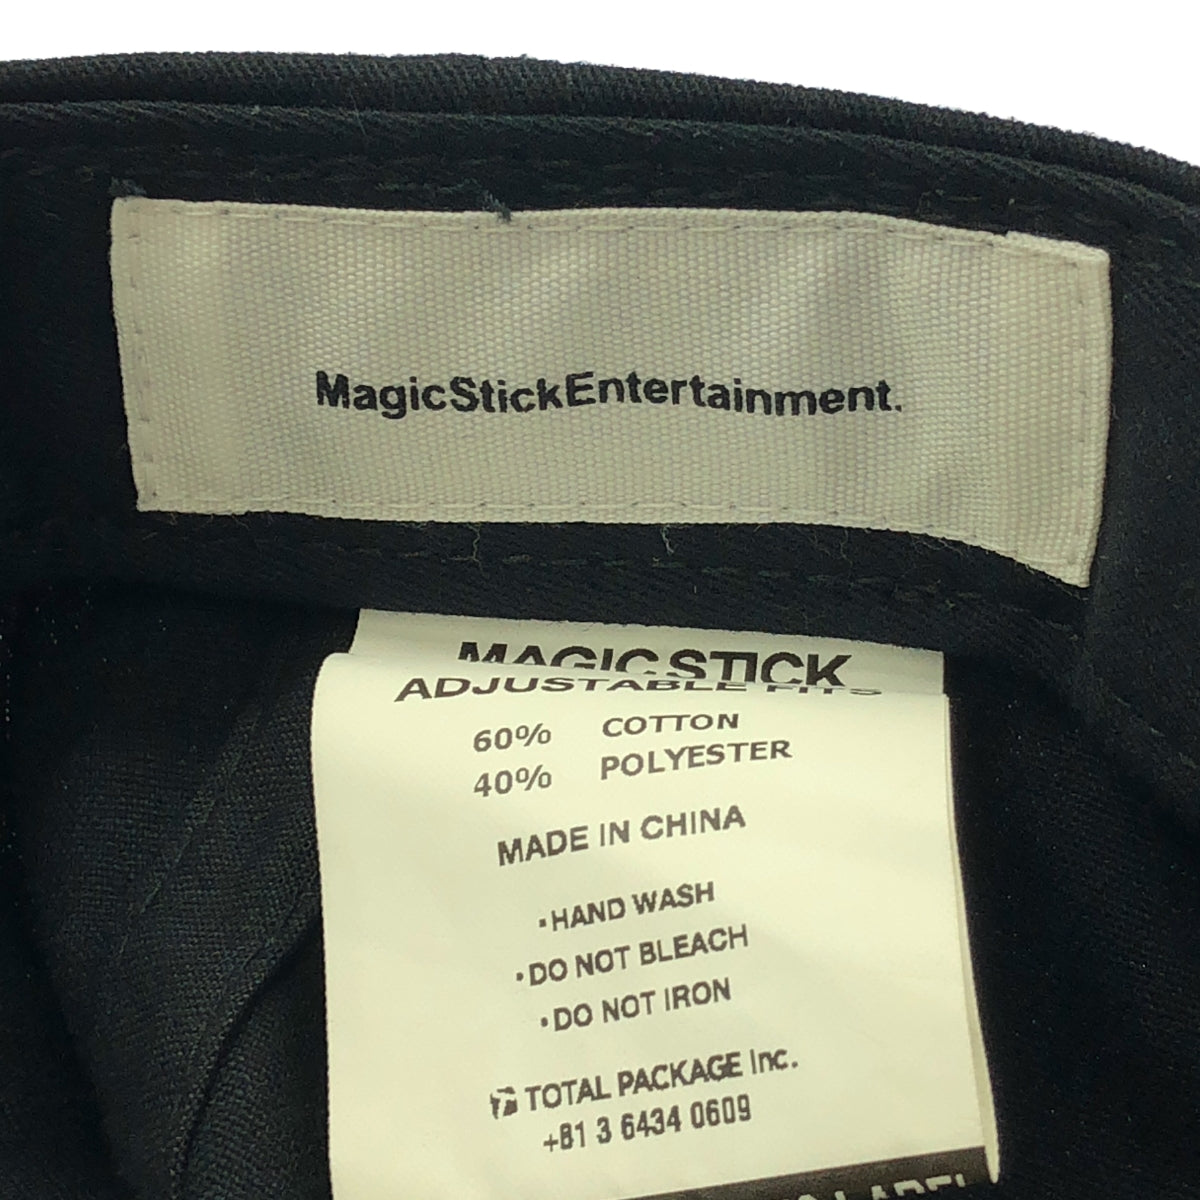 MagicStickEntertainment.
MAGIC STICK
ADJUSTABLE FITS
60% COTTON
40% POLYESTER
MADE IN CHINA
・HAND WASH
・DO NOT BLEACH
・DO NOT IRON
TOTAL PACKAGE Inc.
+81 3 6434 0609
LABEL